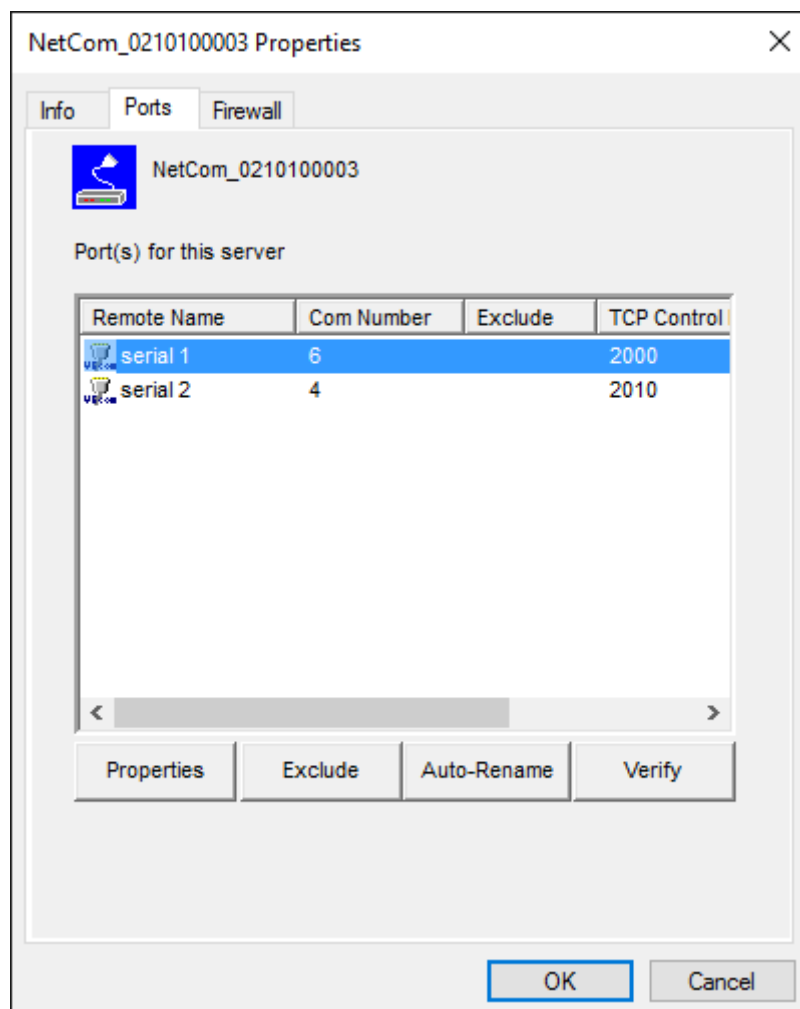 NetCom_0210100003 Properties
Info Ports Firewall
NetCom_0210100003
Port(s) for this server
Remote Name Com Number Exclude TCP Control
serial 1 6 2000
serial 2 4 2010
Properties Exclude Auto-Rename Verify
OK Cancel